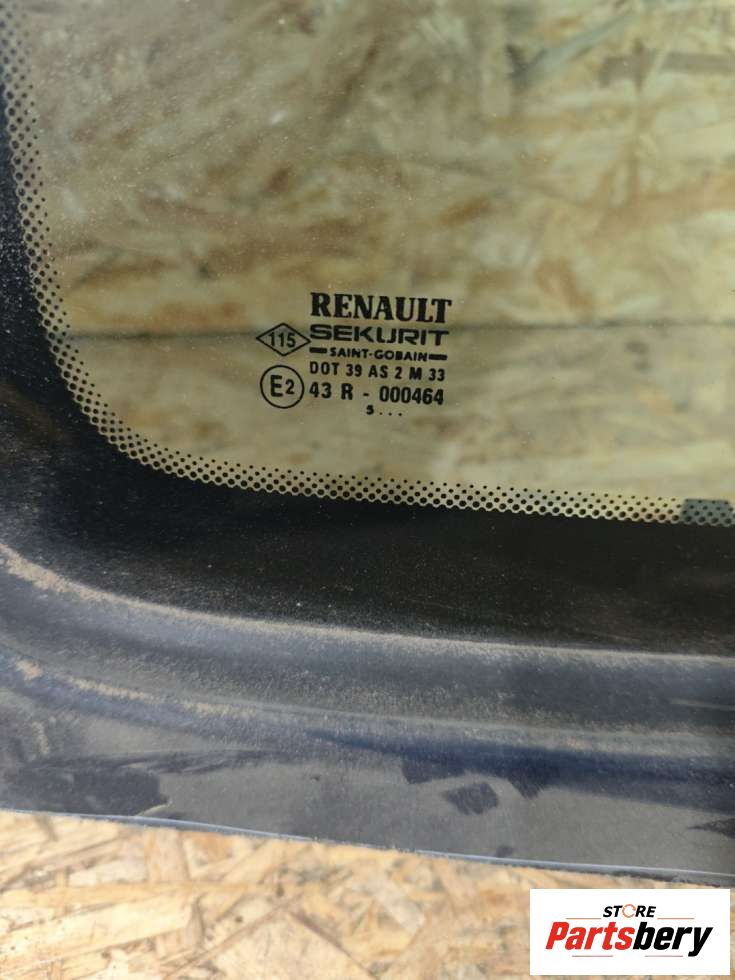 RENAULT
115
SEKURIT
SAINT-GOBAIN
DOT 39 AS 2 M 33
E2
43 R - 000464
5...
STORE
Partsbery